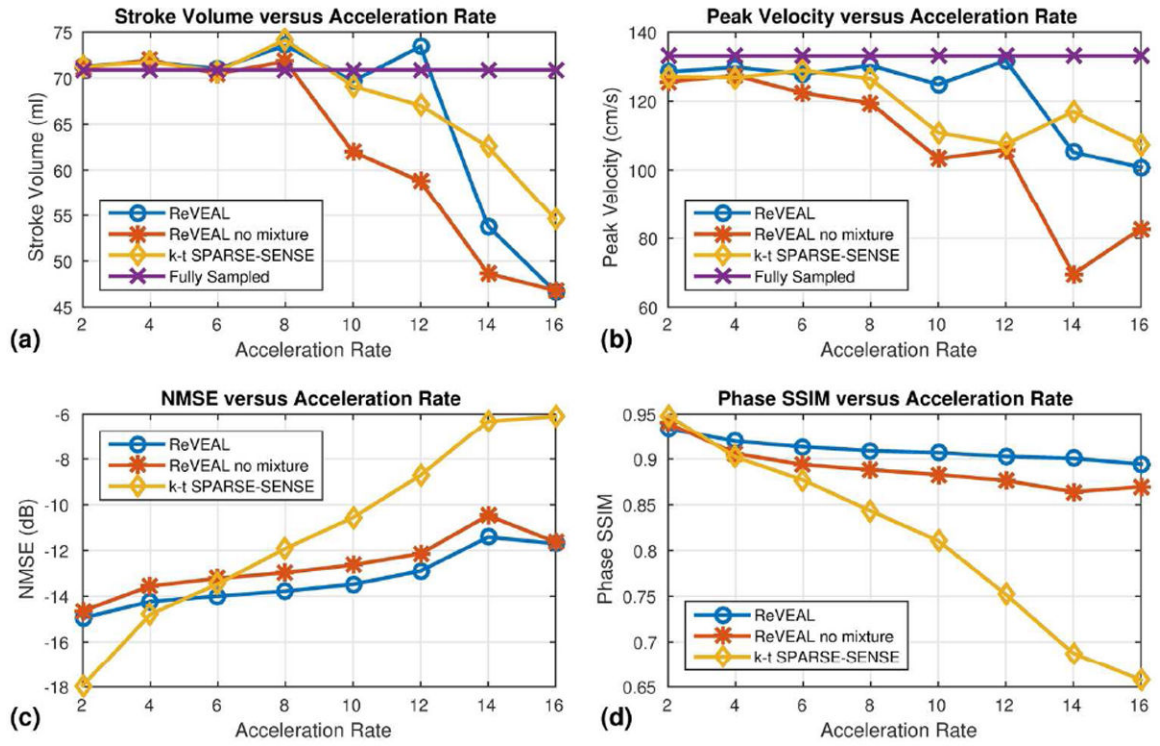 Stroke Volume versus Acceleration Rate
75
70
65
60
55
50
45
Stroke Volume (ml)
ReVEAL
ReVEAL no mixture
k-t SPARSE-SENSE
Fully Sampled
2 4 6 8 10 12 14 16
(a)
Acceleration Rate
Peak Velocity versus Acceleration Rate
140
120
100
80
60
Peak Velocity (cm/s)
ReVEAL
ReVEAL no mixture
k-t SPARSE-SENSE
Fully Sampled
2 4 6 8 10 12 14 16
(b)
Acceleration Rate
NMSE versus Acceleration Rate
-6
-8
-10
-12
-14
-16
-18
NMSE (dB)
ReVEAL
ReVEAL no mixture
k-t SPARSE-SENSE
2 4 6 8 10 12 14 16
(c)
Acceleration Rate
Phase SSIM versus Acceleration Rate
0.95
0.9
0.85
0.8
0.75
0.7
0.65
Phase SSIM
ReVEAL
ReVEAL no mixture
k-t SPARSE-SENSE
2 4 6 8 10 12 14 16
(d)
Acceleration Rate